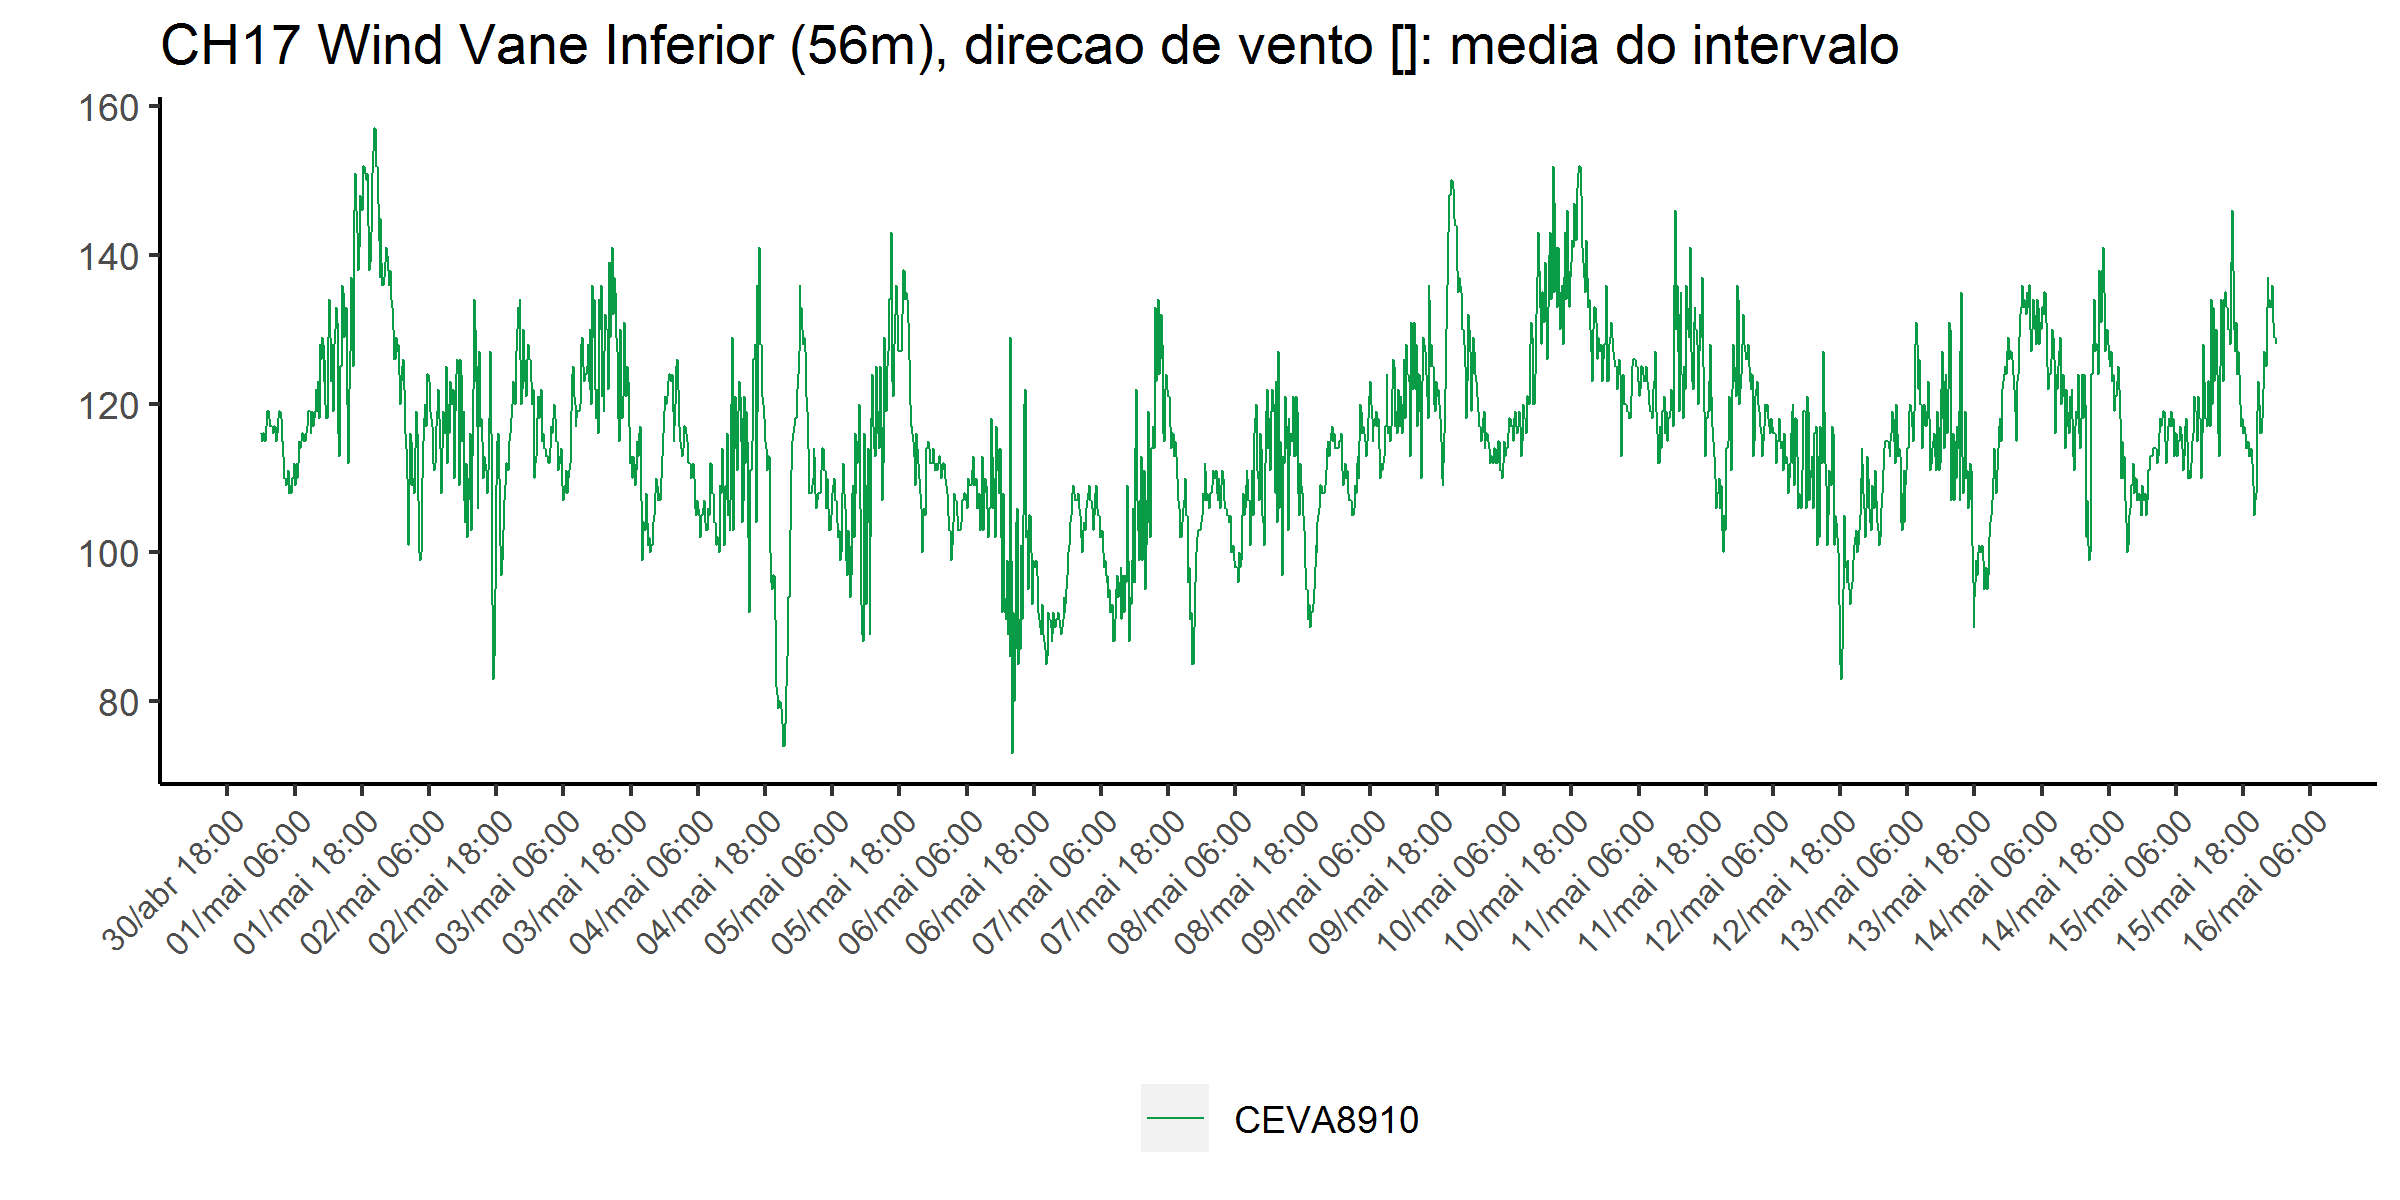 CH17 Wind Vane Inferior (56m), direcao de vento []: media do intervalo
160
140
120
100
80
30/abr 18:00
01/mai 06:00
01/mai 18:00
02/mai 06:00
02/mai 18:00
03/mai 06:00
03/mai 18:00
04/mai 06:00
04/mai 18:00
05/mai 06:00
05/mai 18:00
06/mai 06:00
06/mai 18:00
07/mai 06:00
07/mai 18:00
08/mai 06:00
08/mai 18:00
09/mai 06:00
09/mai 18:00
10/mai 06:00
10/mai 18:00
11/mai 06:00
11/mai 18:00
12/mai 06:00
12/mai 18:00
13/mai 06:00
13/mai 18:00
14/mai 06:00
14/mai 18:00
15/mai 06:00
15/mai 18:00
16/mai 06:00
CEVA8910